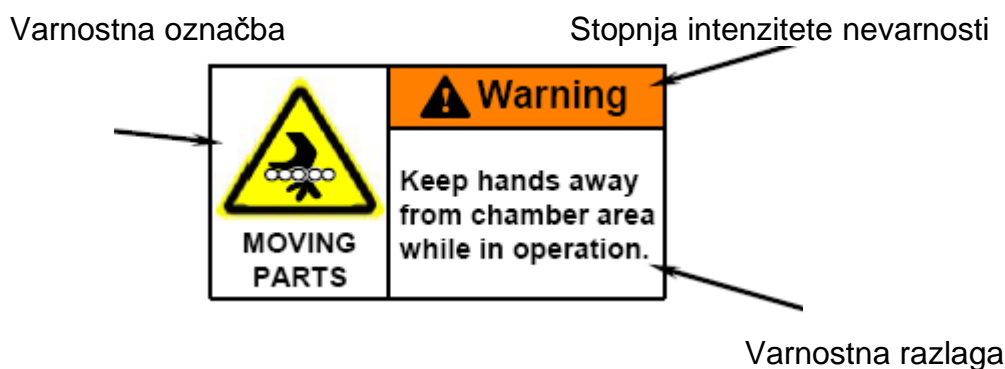 Varnostna označba
Stopnja intenzitete nevarnosti
Warning
Keep hands away
from chamber area
while in operation.
MOVING
PARTS
Varnostna razlaga